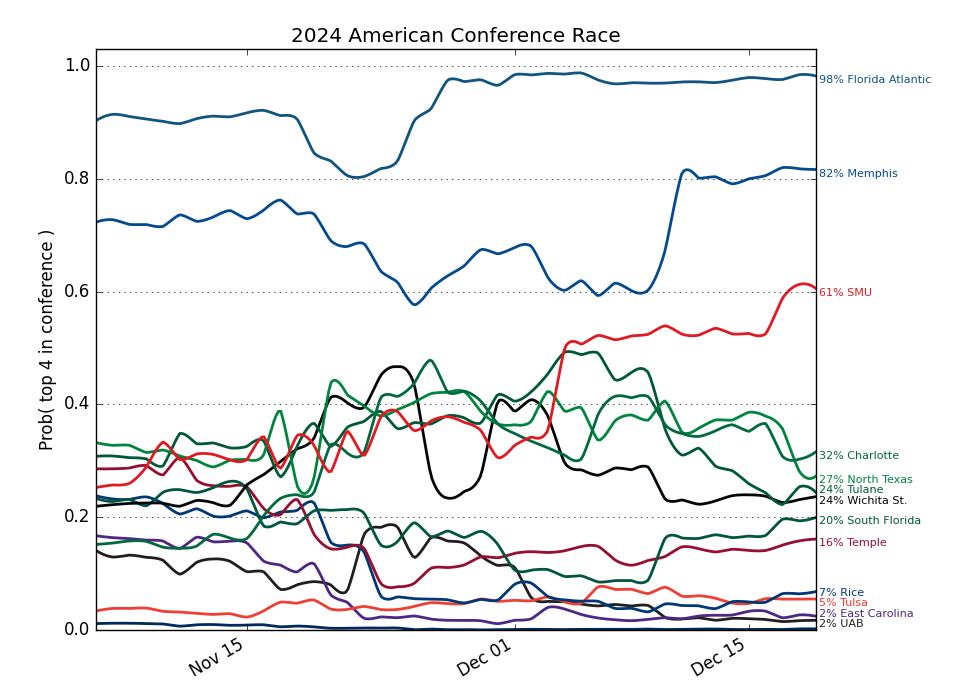 2024 American Conference Race
Prob( top 4 in conference )
1.0
0.8
0.6
0.4
0.2
0.0
Nov 15
Dec 01
Dec 15
98% Florida Atlantic
82% Memphis
61% SMU
32% Charlotte
27% North Texas
24% Tulane
24% Wichita St.
20% South Florida
16% Temple
7% Rice
5% Tulsa
2% East Carolina
2% UAB